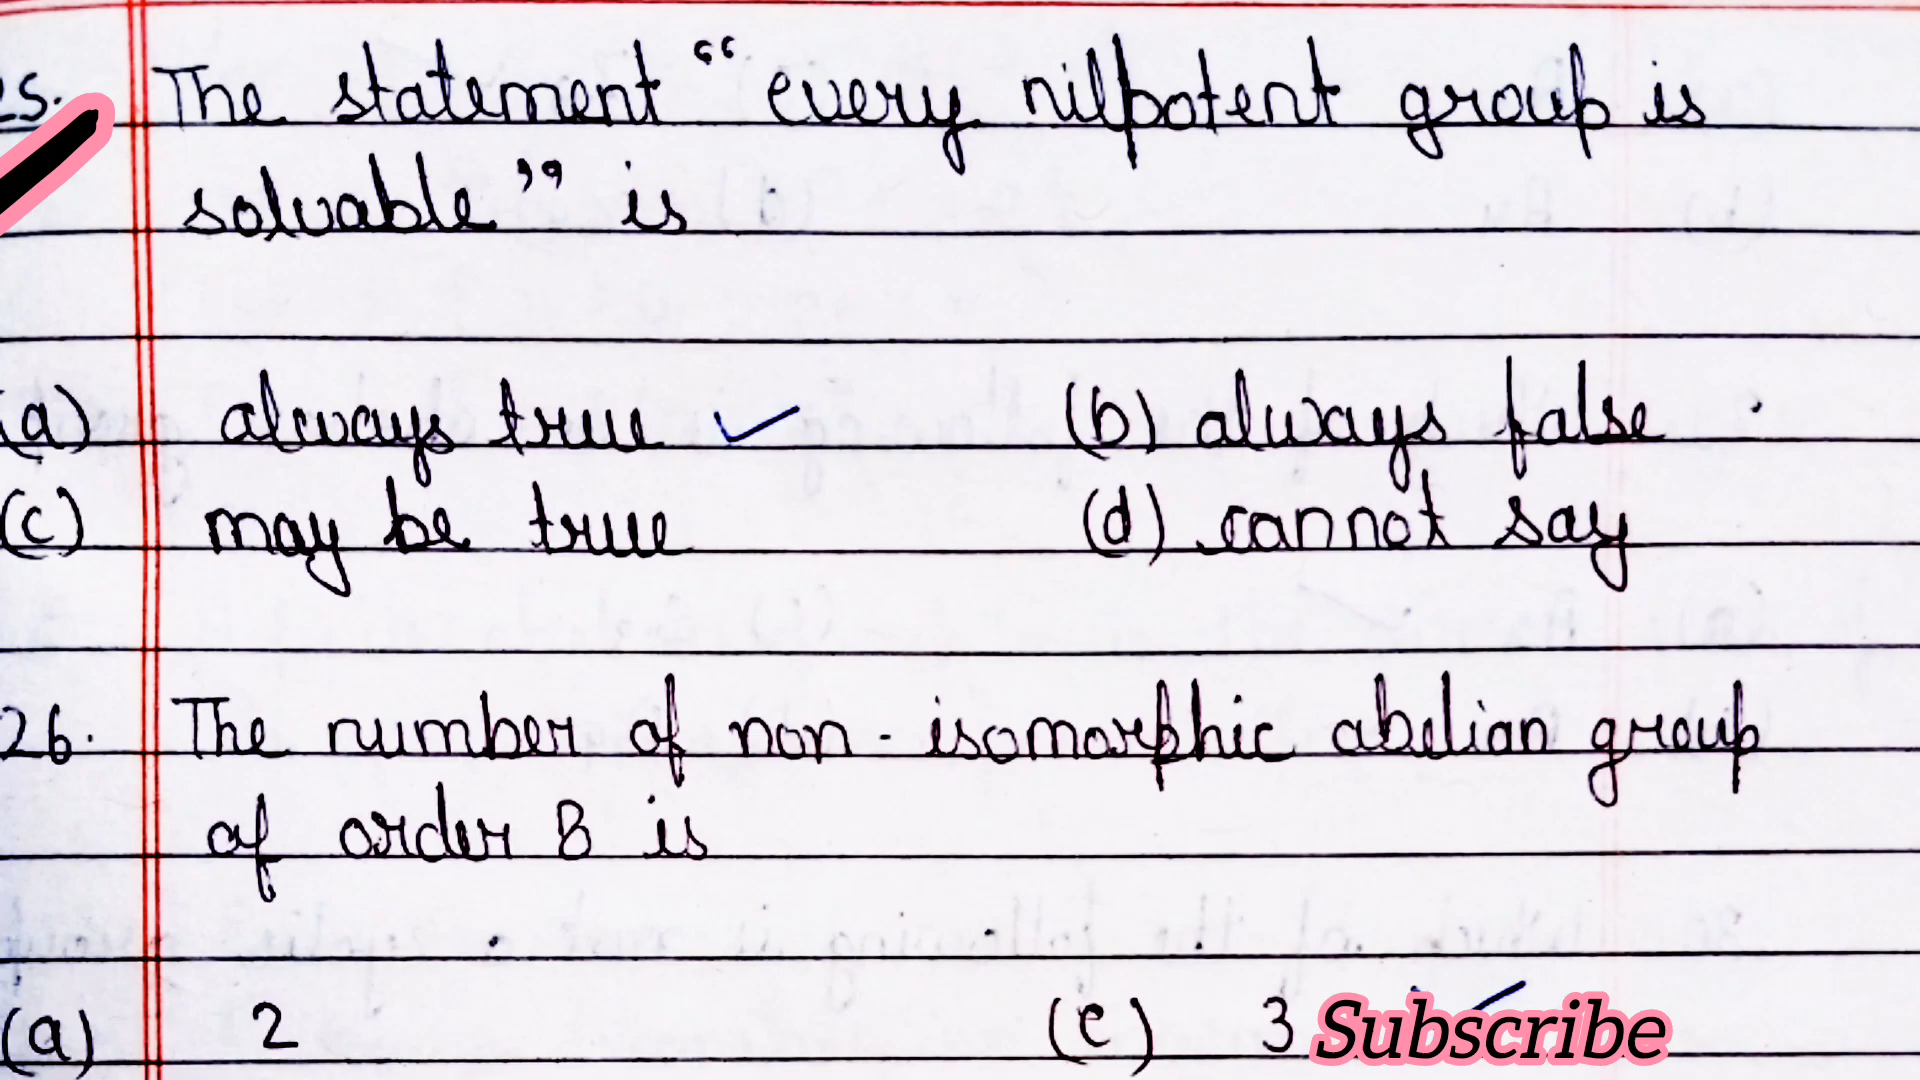 25. The statement “every nilpotent group is
solvable” is
(a) always true ✓ (b) always false
(c) may be true (d) cannot say
26. The number of non-isomorphic abelian group
of order 8 is
(a) 2 (c) 3
Subscribe